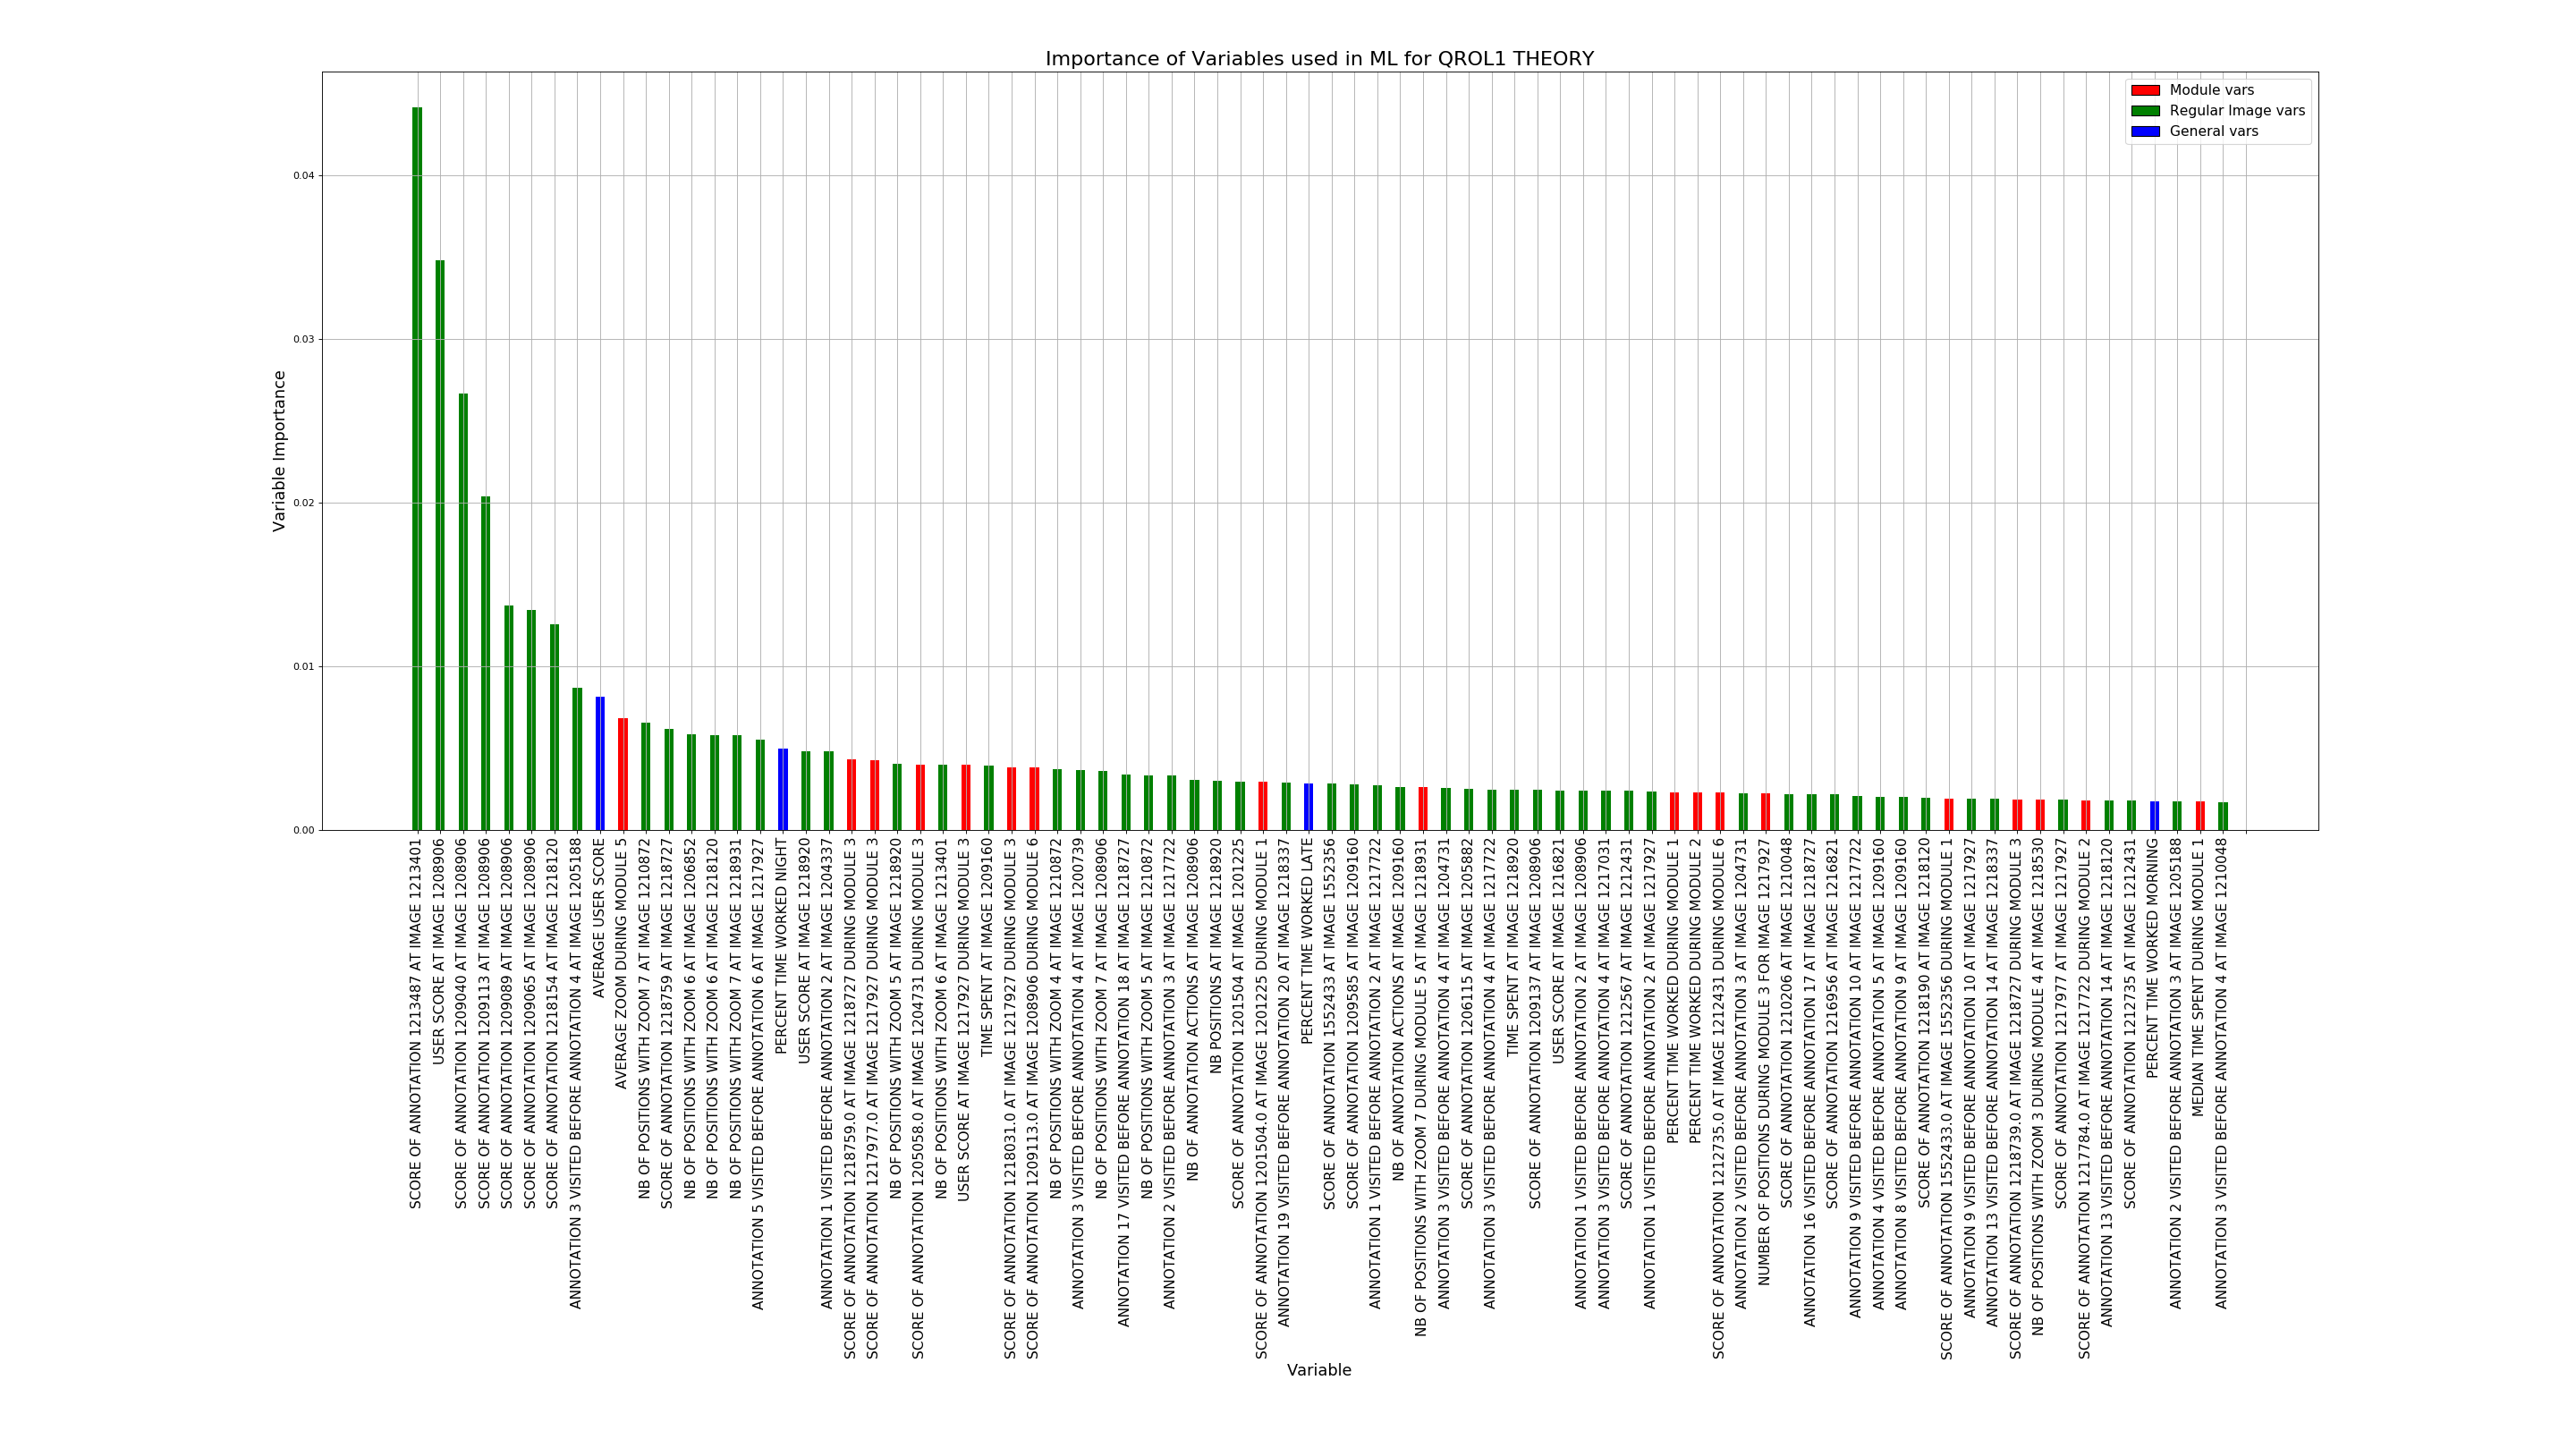 Importance of Variables used in ML for QROL1 THEORY
Module vars
Regular Image vars
General vars
Variable Importance
0.04
0.03
0.02
0.01
0.00
SCORE OF ANNOTATION 1213487 AT IMAGE 1213401
USER SCORE AT IMAGE 1208906
SCORE OF ANNOTATION 1209040 AT IMAGE 1208906
SCORE OF ANNOTATION 1209113 AT IMAGE 1208906
SCORE OF ANNOTATION 1209089 AT IMAGE 1208906
SCORE OF ANNOTATION 1209065 AT IMAGE 1208906
SCORE OF ANNOTATION 1218154 AT IMAGE 1218120
ANNOTATION 3 VISITED BEFORE ANNOTATION 4 AT IMAGE 1205188
AVERAGE USER SCORE
AVERAGE ZOOM DURING MODULE 5
NB OF POSITIONS WITH ZOOM 7 AT IMAGE 1210872
SCORE OF ANNOTATION 1218759 AT IMAGE 1218727
NB OF POSITIONS WITH ZOOM 6 AT IMAGE 1206852
NB OF POSITIONS WITH ZOOM 6 AT IMAGE 1218120
NB OF POSITIONS WITH ZOOM 7 AT IMAGE 1218931
ANNOTATION 5 VISITED BEFORE ANNOTATION 6 AT IMAGE 1217927
PERCENT TIME WORKED NIGHT
USER SCORE AT IMAGE 1218920
ANNOTATION 1 VISITED BEFORE ANNOTATION 2 AT IMAGE 1204337
SCORE OF ANNOTATION 1218759.0 AT IMAGE 1218727 DURING MODULE 3
SCORE OF ANNOTATION 1217977.0 AT IMAGE 1217927 DURING MODULE 3
NB OF POSITIONS WITH ZOOM 5 AT IMAGE 1218920
SCORE OF ANNOTATION 1205058.0 AT IMAGE 1204731 DURING MODULE 3
NB OF POSITIONS WITH ZOOM 6 AT IMAGE 1213401
USER SCORE AT IMAGE 1217927 DURING MODULE 3
TIME SPENT AT IMAGE 1209160
SCORE OF ANNOTATION 1218031.0 AT IMAGE 1217927 DURING MODULE 3
SCORE OF ANNOTATION 1209113.0 AT IMAGE 1208906 DURING MODULE 6
NB OF POSITIONS WITH ZOOM 4 AT IMAGE 1210872
ANNOTATION 3 VISITED BEFORE ANNOTATION 4 AT IMAGE 1200739
NB OF POSITIONS WITH ZOOM 7 AT IMAGE 1208906
ANNOTATION 17 VISITED BEFORE ANNOTATION 18 AT IMAGE 1218727
NB OF POSITIONS WITH ZOOM 5 AT IMAGE 1210872
ANNOTATION 2 VISITED BEFORE ANNOTATION 3 AT IMAGE 1217722
NB OF ANNOTATION ACTIONS AT IMAGE 1208906
NB POSITIONS AT IMAGE 1218920
SCORE OF ANNOTATION 1201504 AT IMAGE 1201225
SCORE OF ANNOTATION 1201504.0 AT IMAGE 1201225 DURING MODULE 1
ANNOTATION 19 VISITED BEFORE ANNOTATION 20 AT IMAGE 1218337
PERCENT TIME WORKED LATE
SCORE OF ANNOTATION 1552433 AT IMAGE 1552356
SCORE OF ANNOTATION 1209585 AT IMAGE 1209160
ANNOTATION 1 VISITED BEFORE ANNOTATION 2 AT IMAGE 1217722
NB OF ANNOTATION ACTIONS AT IMAGE 1209160
NB OF POSITIONS WITH ZOOM 7 DURING MODULE 5 AT IMAGE 1218931
ANNOTATION 3 VISITED BEFORE ANNOTATION 4 AT IMAGE 1204731
SCORE OF ANNOTATION 1206115 AT IMAGE 1205882
ANNOTATION 3 VISITED BEFORE ANNOTATION 4 AT IMAGE 1217722
TIME SPENT AT IMAGE 1218920
SCORE OF ANNOTATION 1209137 AT IMAGE 1208906
USER SCORE AT IMAGE 1216821
ANNOTATION 1 VISITED BEFORE ANNOTATION 2 AT IMAGE 1208906
ANNOTATION 3 VISITED BEFORE ANNOTATION 4 AT IMAGE 1217031
SCORE OF ANNOTATION 1212567 AT IMAGE 1212431
ANNOTATION 1 VISITED BEFORE ANNOTATION 2 AT IMAGE 1217927
PERCENT TIME WORKED DURING MODULE 1
PERCENT TIME WORKED DURING MODULE 2
SCORE OF ANNOTATION 1212735.0 AT IMAGE 1212431 DURING MODULE 6
ANNOTATION 2 VISITED BEFORE ANNOTATION 3 AT IMAGE 1204731
NUMBER OF POSITIONS DURING MODULE 3 FOR IMAGE 1217927
SCORE OF ANNOTATION 1210206 AT IMAGE 1210048
ANNOTATION 16 VISITED BEFORE ANNOTATION 17 AT IMAGE 1218727
SCORE OF ANNOTATION 1216956 AT IMAGE 1216821
ANNOTATION 9 VISITED BEFORE ANNOTATION 10 AT IMAGE 1217722
ANNOTATION 4 VISITED BEFORE ANNOTATION 5 AT IMAGE 1209160
ANNOTATION 8 VISITED BEFORE ANNOTATION 9 AT IMAGE 1209160
SCORE OF ANNOTATION 1218190 AT IMAGE 1218120
SCORE OF ANNOTATION 1552433.0 AT IMAGE 1552356 DURING MODULE 1
ANNOTATION 9 VISITED BEFORE ANNOTATION 10 AT IMAGE 1217927
ANNOTATION 13 VISITED BEFORE ANNOTATION 14 AT IMAGE 1218337
SCORE OF ANNOTATION 1218739.0 AT IMAGE 1218727 DURING MODULE 3
NB OF POSITIONS WITH ZOOM 3 DURING MODULE 4 AT IMAGE 1218530
SCORE OF ANNOTATION 1217977 AT IMAGE 1217927
SCORE OF ANNOTATION 1217784.0 AT IMAGE 1217722 DURING MODULE 2
ANNOTATION 13 VISITED BEFORE ANNOTATION 14 AT IMAGE 1218120
SCORE OF ANNOTATION 1212735 AT IMAGE 1212431
PERCENT TIME WORKED MORNING
ANNOTATION 2 VISITED BEFORE ANNOTATION 3 AT IMAGE 1205188
MEDIAN TIME SPENT DURING MODULE 1
ANNOTATION 3 VISITED BEFORE ANNOTATION 4 AT IMAGE 1210048
Variable